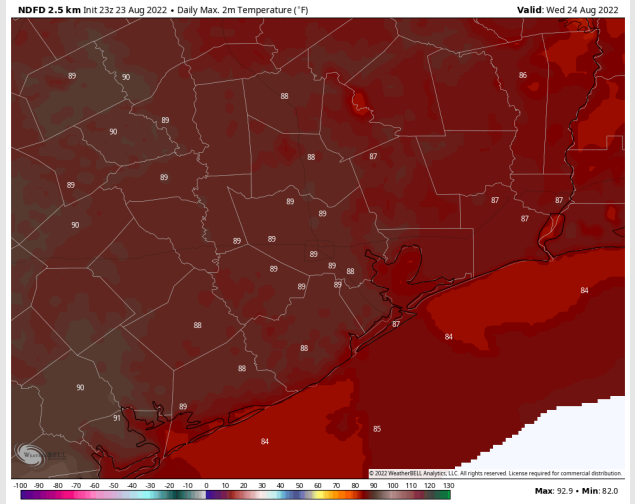 NDFD 2.5 km Init 23z 23 Aug 2022 • Daily Max. 2m Temperature (°F)
Valid: Wed 24 Aug 2022
89 90 86
88
90 89
88 87
89 89
89 87 87
90 89 87
89 89
89
89 89 88
89 89
84
88 87
84
88
88
90
91 89
84 85
WeatherBELL
© 2022 WeatherBELL Analytics, LLC. All rights reserved. License required for commercial distribution.
-100 -90 -80 -70 -60 -50 -40 -30 -20 -10 0 10 20 30 40 50 60 70 80 90 100 110 120 130
Max: 92.9 • Min: 82.0